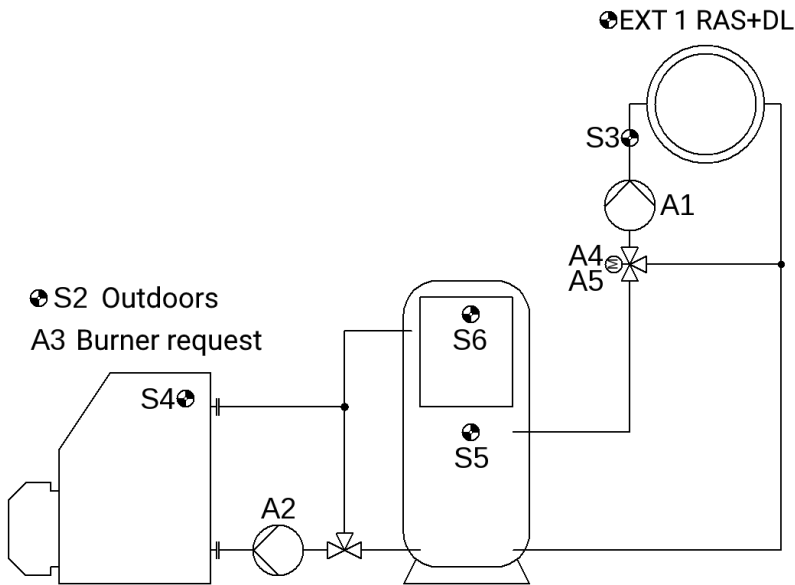 EXT 1 RAS+DL
S3
A1
A4
M
A5
S2 Outdoors
A3 Burner request
S6
S4
S5
A2